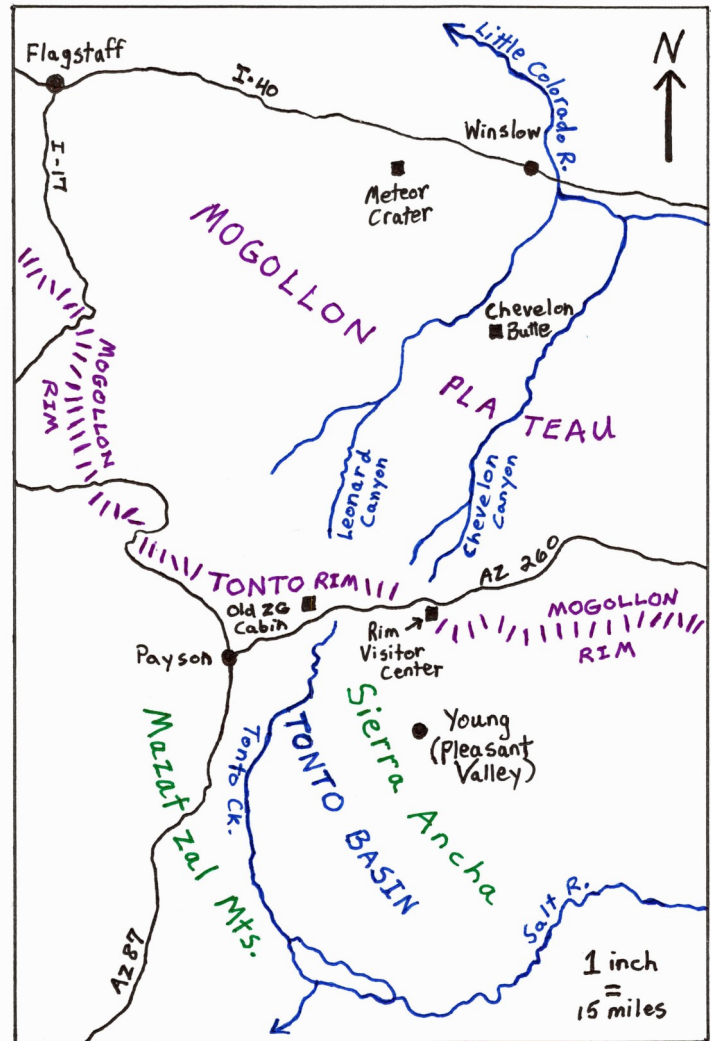 Flagstaff
I-40
Little Colorado R.
N
I-17
Winslow
Meteor
Crater
MOGOLLON
PLATEAU
Chevelon
Butte
MOGOLLON
RIM
Leonard
Canyon
Chevelon
Canyon
AZ 260
TONTO RIM
Old ZG
Cabin
Rim
Visitor
Center
MOGOLLON
RIM
Payson
Young
(Pleasant
Valley)
Mazatzal Mts.
Tonto Ck.
TONTO BASIN
Sierra Ancha
Salt R.
AZ 87
1 inch
=
15 miles